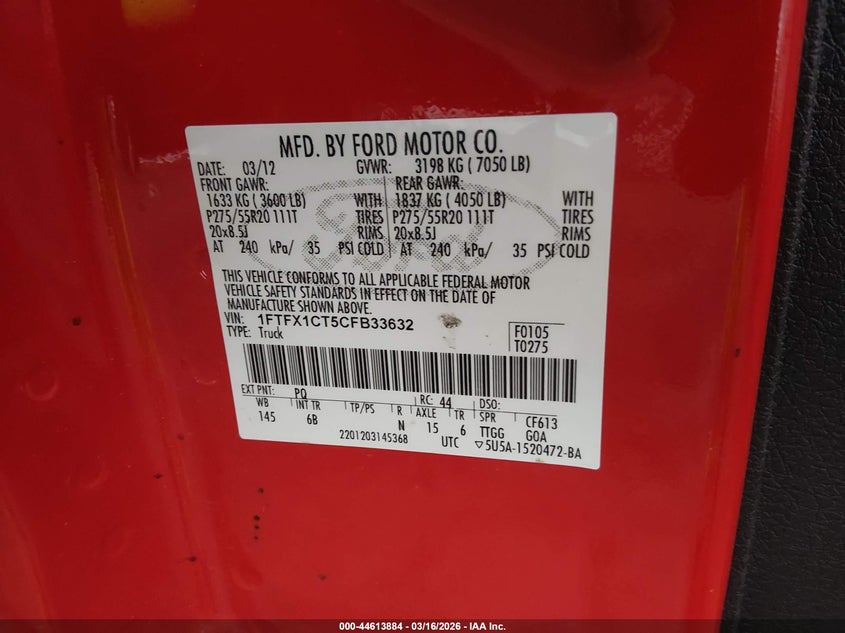 MFD. BY FORD MOTOR CO.
DATE: 03/12 GVWR: 3198 KG ( 7050 LB)
FRONT GAWR: REAR GAWR:
1633 KG ( 3600 LB) WITH 1837 KG ( 4050 LB) WITH
P275/55R20 111T TIRES P275/55R20 111T TIRES
20x8.5J RIMS 20x8.5J RIMS
AT 240 kPa/ 35 PSI COLD AT 240 kPa/ 35 PSI COLD
THIS VEHICLE CONFORMS TO ALL APPLICABLE FEDERAL MOTOR
VEHICLE SAFETY STANDARDS IN EFFECT ON THE DATE OF
MANUFACTURE SHOWN ABOVE.
VIN: 1FTFX1CT5CFB33632 F0105
TYPE: Truck T0275
EXT PNT: PQ RC: 44 DSO:
WB INT TR TP/PS R AXLE TR SPR CF613
145 6B N 15 6 TTGG GOA
2201203145368 UTC ▽5U5A-1520472-BA
Ford
000-44613884 / 03/16/2026 - IAA Inc.